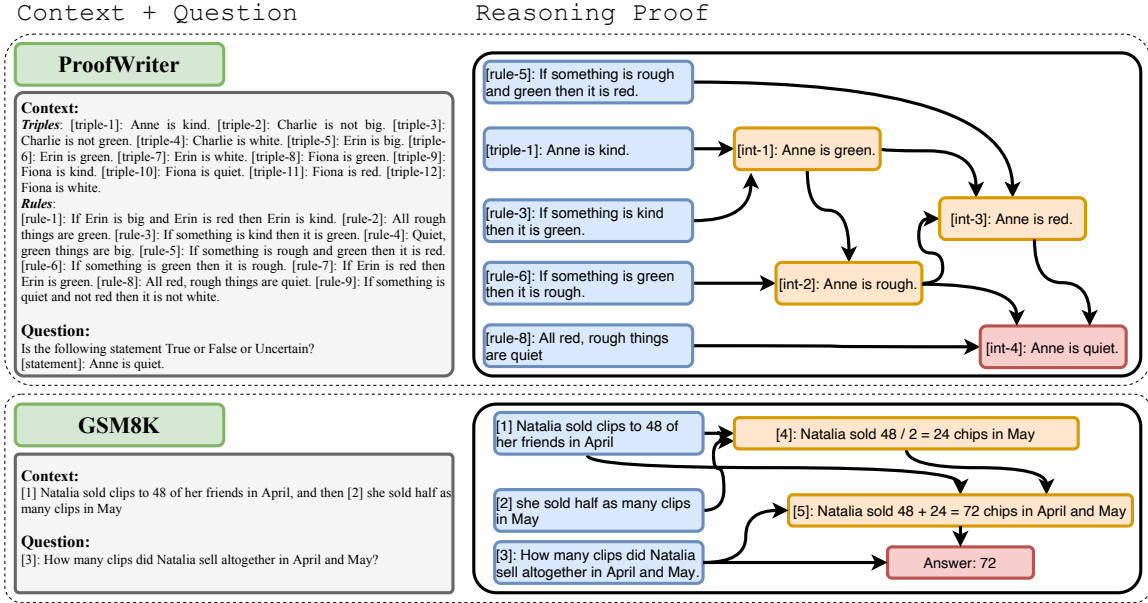 Context + Question
Reasoning Proof
ProofWriter
Context:
Triples: [triple-1]: Anne is kind. [triple-2]: Charlie is not big. [triple-3]:
Charlie is not green. [triple-4]: Charlie is white. [triple-5]: Erin is big. [triple-
6]: Erin is green. [triple-7]: Erin is white. [triple-8]: Fiona is green. [triple-9]:
Fiona is kind. [triple-10]: Fiona is quiet. [triple-11]: Fiona is red. [triple-12]:
Fiona is white.
Rules:
[rule-1]: If Erin is big and Erin is red then Erin is kind. [rule-2]: All rough
things are green. [rule-3]: If something is kind then it is green. [rule-4]: Quiet,
green things are big. [rule-5]: If something is rough and green then it is red.
[rule-6]: If something is green then it is rough. [rule-7]: If Erin is red then
Erin is green. [rule-8]: All red, rough things are quiet. [rule-9]: If something is
quiet and not red then it is not white.
Question:
Is the following statement True or False or Uncertain?
[statement]: Anne is quiet.
[rule-5]: If something is rough
and green then it is red.
[triple-1]: Anne is kind.
[int-1]: Anne is green.
[rule-3]: If something is kind
then it is green.
[int-3]: Anne is red.
[rule-6]: If something is green
then it is rough.
[int-2]: Anne is rough.
[rule-8]: All red, rough things
are quiet
[int-4]: Anne is quiet.
GSM8K
Context:
[1] Natalia sold clips to 48 of her friends in April, and then [2] she sold half as
many clips in May
Question:
[3]: How many clips did Natalia sell altogether in April and May?
[1] Natalia sold clips to 48 of
her friends in April
[4]: Natalia sold 48 / 2 = 24 chips in May
[2] she sold half as many clips
in May
[5]: Natalia sold 48 + 24 = 72 chips in April and May
[3]: How many clips did Natalia
sell altogether in April and May.
Answer: 72